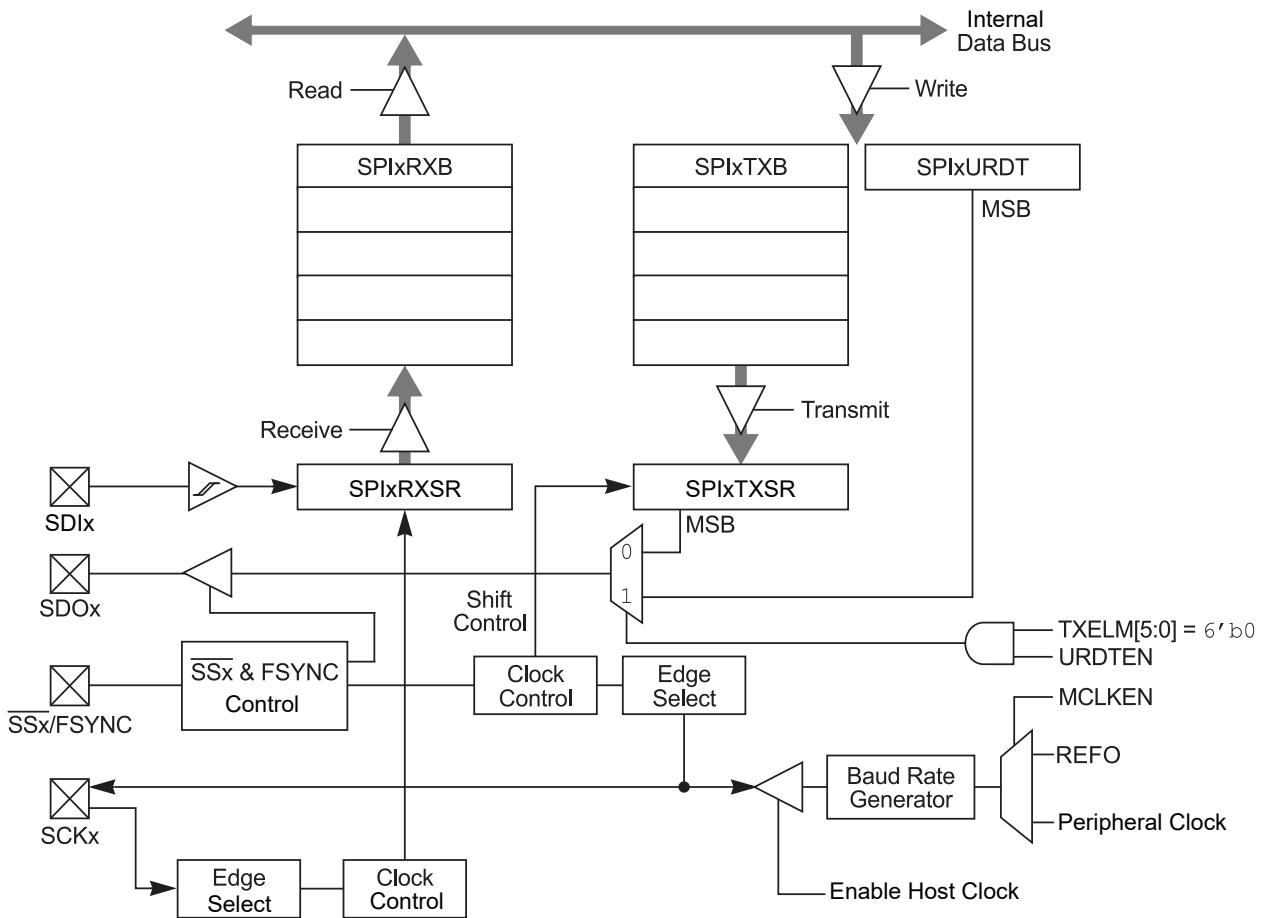 Internal
Data Bus
Read
Write
SPIxRXB
SPIxTXB
SPIxURDT
MSB
Transmit
Receive
SPIxRXSR
SPIxTXSR
SDIx
MSB
0
1
SDOx
Shift
Control
TXELM[5:0] = 6'b0
URDTEN
SSx & FSYNC
Control
Clock
Control
Edge
Select
SSx/FSYNC
MCLKEN
REFO
Baud Rate
Generator
Peripheral Clock
SCKx
Edge
Select
Clock
Control
Enable Host Clock